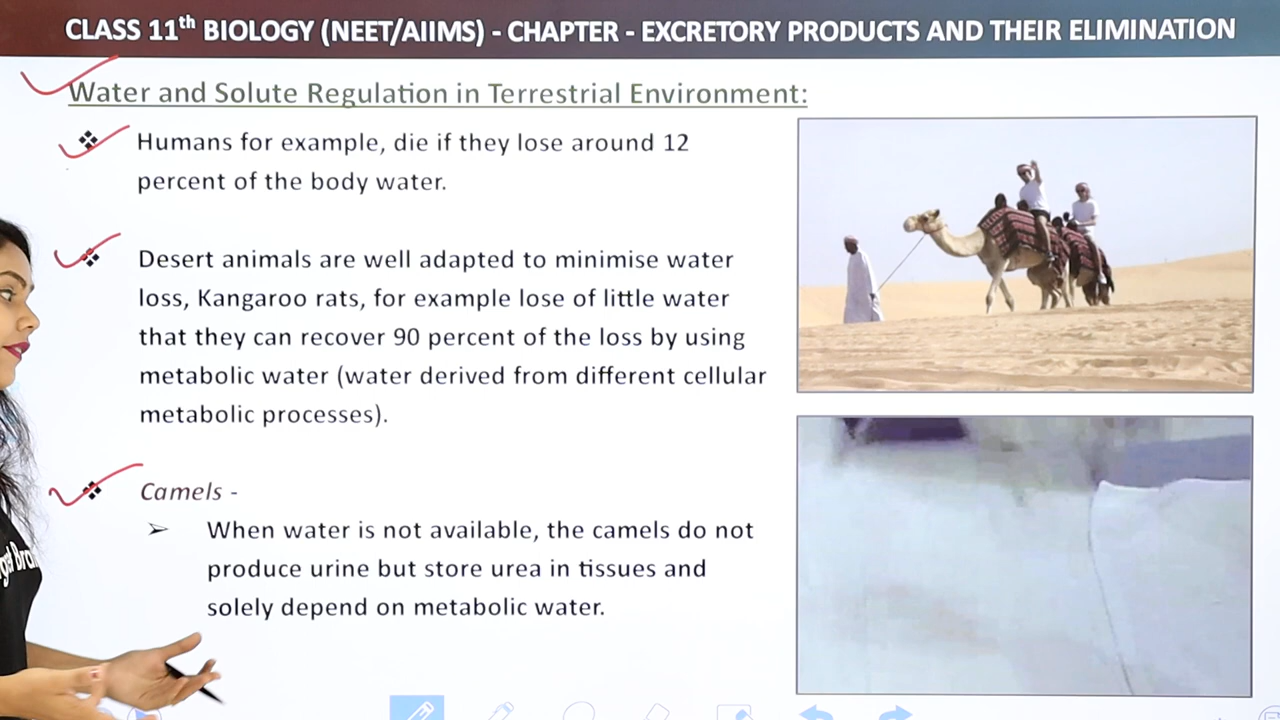 CLASS 11th BIOLOGY (NEET/AIIMS) - CHAPTER - EXCRETORY PRODUCTS AND THEIR ELIMINATION
Water and Solute Regulation in Terrestrial Environment:
Humans for example, die if they lose around 12
percent of the body water.
Desert animals are well adapted to minimise water
loss, Kangaroo rats, for example lose of little water
that they can recover 90 percent of the loss by using
metabolic water (water derived from different cellular
metabolic processes).
Camels -
When water is not available, the camels do not
produce urine but store urea in tissues and
solely depend on metabolic water.